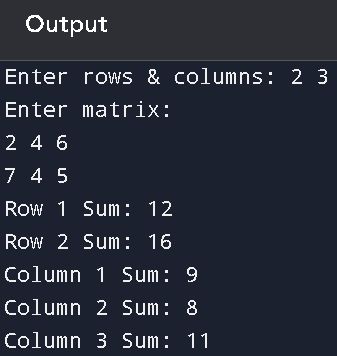 Output
Enter rows & columns: 2 3
Enter matrix:
2 4 6
7 4 5
Row 1 Sum: 12
Row 2 Sum: 16
Column 1 Sum: 9
Column 2 Sum: 8
Column 3 Sum: 11